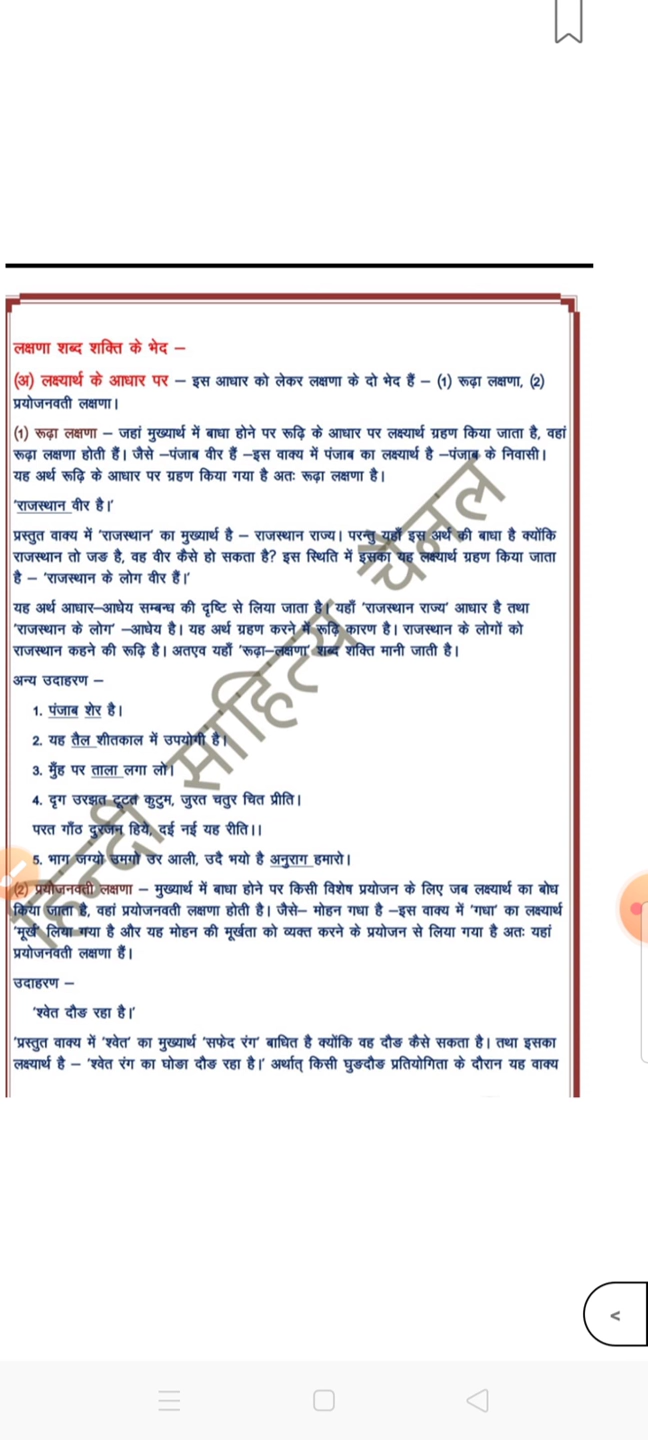 लक्षणा शब्द शक्ति के भेद –
(अ) लक्ष्यार्थ के आधार पर – इस आधार को लेकर लक्षणा के दो भेद हैं – (1) रूढ़ा लक्षणा, (2)
प्रयोजनवती लक्षणा।
(1) रूढ़ा लक्षणा – जहां मुख्यार्थ में बाधा होने पर रूढि के आधार पर लक्ष्यार्थ ग्रहण किया जाता है, वहां
रूढ़ा लक्षणा होती हैं। जैसे –पंजाब वीर हैं –इस वाक्य में पंजाब का लक्ष्यार्थ है –पंजाब के निवासी।
यह अर्थ रूढि के आधार पर ग्रहण किया गया है अतः रूढ़ा लक्षणा है।
'राजस्थान वीर है।'
प्रस्तुत वाक्य में 'राजस्थान' का मुख्यार्थ है – राजस्थान राज्य। परन्तु यहाँ इस अर्थ की बाधा है क्योंकि
राजस्थान तो जङ है, वह वीर कैसे हो सकता है? इस स्थिति में इसका यह लक्ष्यार्थ ग्रहण किया जाता
है – 'राजस्थान के लोग वीर हैं।'
यह अर्थ आधार–आधेय सम्बन्ध की दृष्टि से लिया जाता है। यहाँ 'राजस्थान राज्य' आधार है तथा
'राजस्थान के लोग' –आधेय है। यह अर्थ ग्रहण करने में रूढ़ि कारण है। राजस्थान के लोगों को
राजस्थान कहने की रूढि है। अतएव यहाँ 'रूढ़ा–लक्षणा' शब्द शक्ति मानी जाती है।
अन्य उदाहरण –
1. पंजाब शेर है।
2. यह तैल शीतकाल में उपयोगी है।
3. मुँह पर ताला लगा लो।
4. दृग उरझत टूटत कुटुम, जुरत चतुर चित प्रीति।
परत गाँठ दुरजन हिये, दई नई यह रीति।।
5. भाग जग्यो उमगो उर आली, उदै भयो है अनुराग हमारो।
(2) प्रयोजनवती लक्षणा – मुख्यार्थ में बाधा होने पर किसी विशेष प्रयोजन के लिए जब लक्ष्यार्थ का बोध
किया जाता है, वहां प्रयोजनवती लक्षणा होती है। जैसे– मोहन गधा है –इस वाक्य में 'गधा' का लक्ष्यार्थ
'मूर्ख' लिया गया है और यह मोहन की मूर्खता को व्यक्त करने के प्रयोजन से लिया गया है अतः यहां
प्रयोजनवती लक्षणा हैं।
उदाहरण –
'श्वेत दौङ रहा है।'
'प्रस्तुत वाक्य में 'श्वेत' का मुख्यार्थ 'सफेद रंग' बाधित है क्योंकि वह दौङ कैसे सकता है। तथा इसका
लक्ष्यार्थ है – 'श्वेत रंग का घोङा दौङ रहा है।' अर्थात् किसी घुङदौङ प्रतियोगिता के दौरान यह वाक्य
हिन्दी साहित्य चैनल